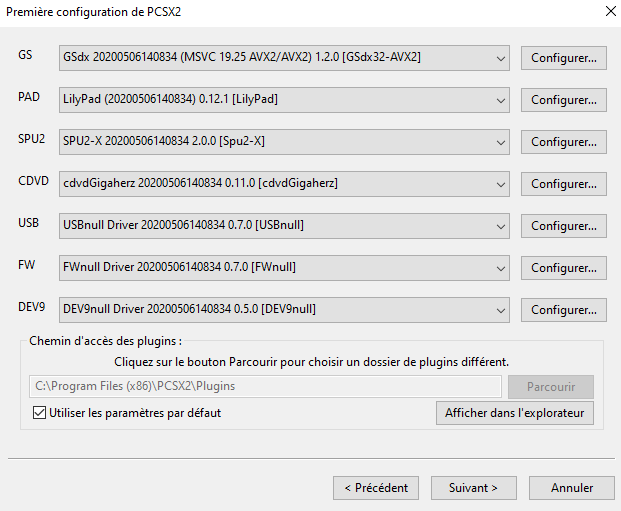 Première configuration de PCSX2
GS GSdx 20200506140834 (MSVC 19.25 AVX2/AVX2) 1.2.0 [GSdx32-AVX2] Configurer...
PAD LilyPad (20200506140834) 0.12.1 [LilyPad] Configurer...
SPU2 SPU2-X 20200506140834 2.0.0 [Spu2-X] Configurer...
CDVD cdvdGigaherz 20200506140834 0.11.0 [cdvdGigaherz] Configurer...
USB USBnull Driver 20200506140834 0.7.0 [USBnull] Configurer...
FW FWnull Driver 20200506140834 0.7.0 [FWnull] Configurer...
DEV9 DEV9null Driver 20200506140834 0.5.0 [DEV9null] Configurer...
Chemin d'accès des plugins :
Cliquez sur le bouton Parcourir pour choisir un dossier de plugins différent.
C:\Program Files (x86)\PCSX2\Plugins Parcourir
Utiliser les paramètres par défaut Afficher dans l'explorateur
< Précédent Suivant > Annuler